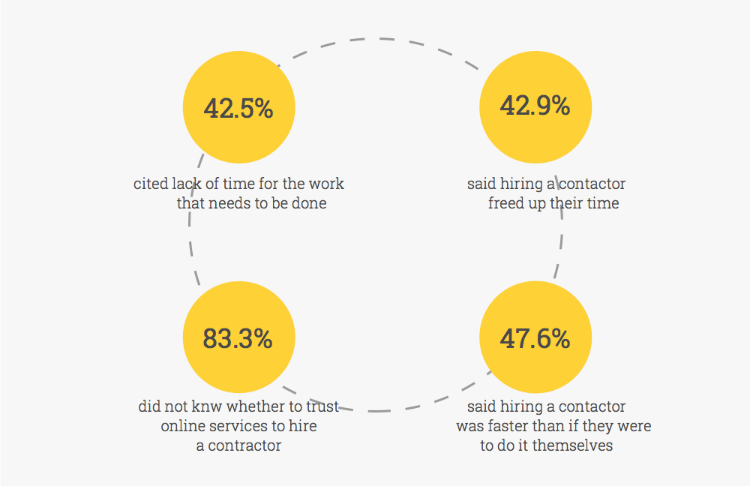 42.5%
cited lack of time for the work
that needs to be done
42.9%
said hiring a contactor
freed up their time
83.3%
did not knw whether to trust
online services to hire
a contractor
47.6%
said hiring a contactor
was faster than if they were
to do it themselves